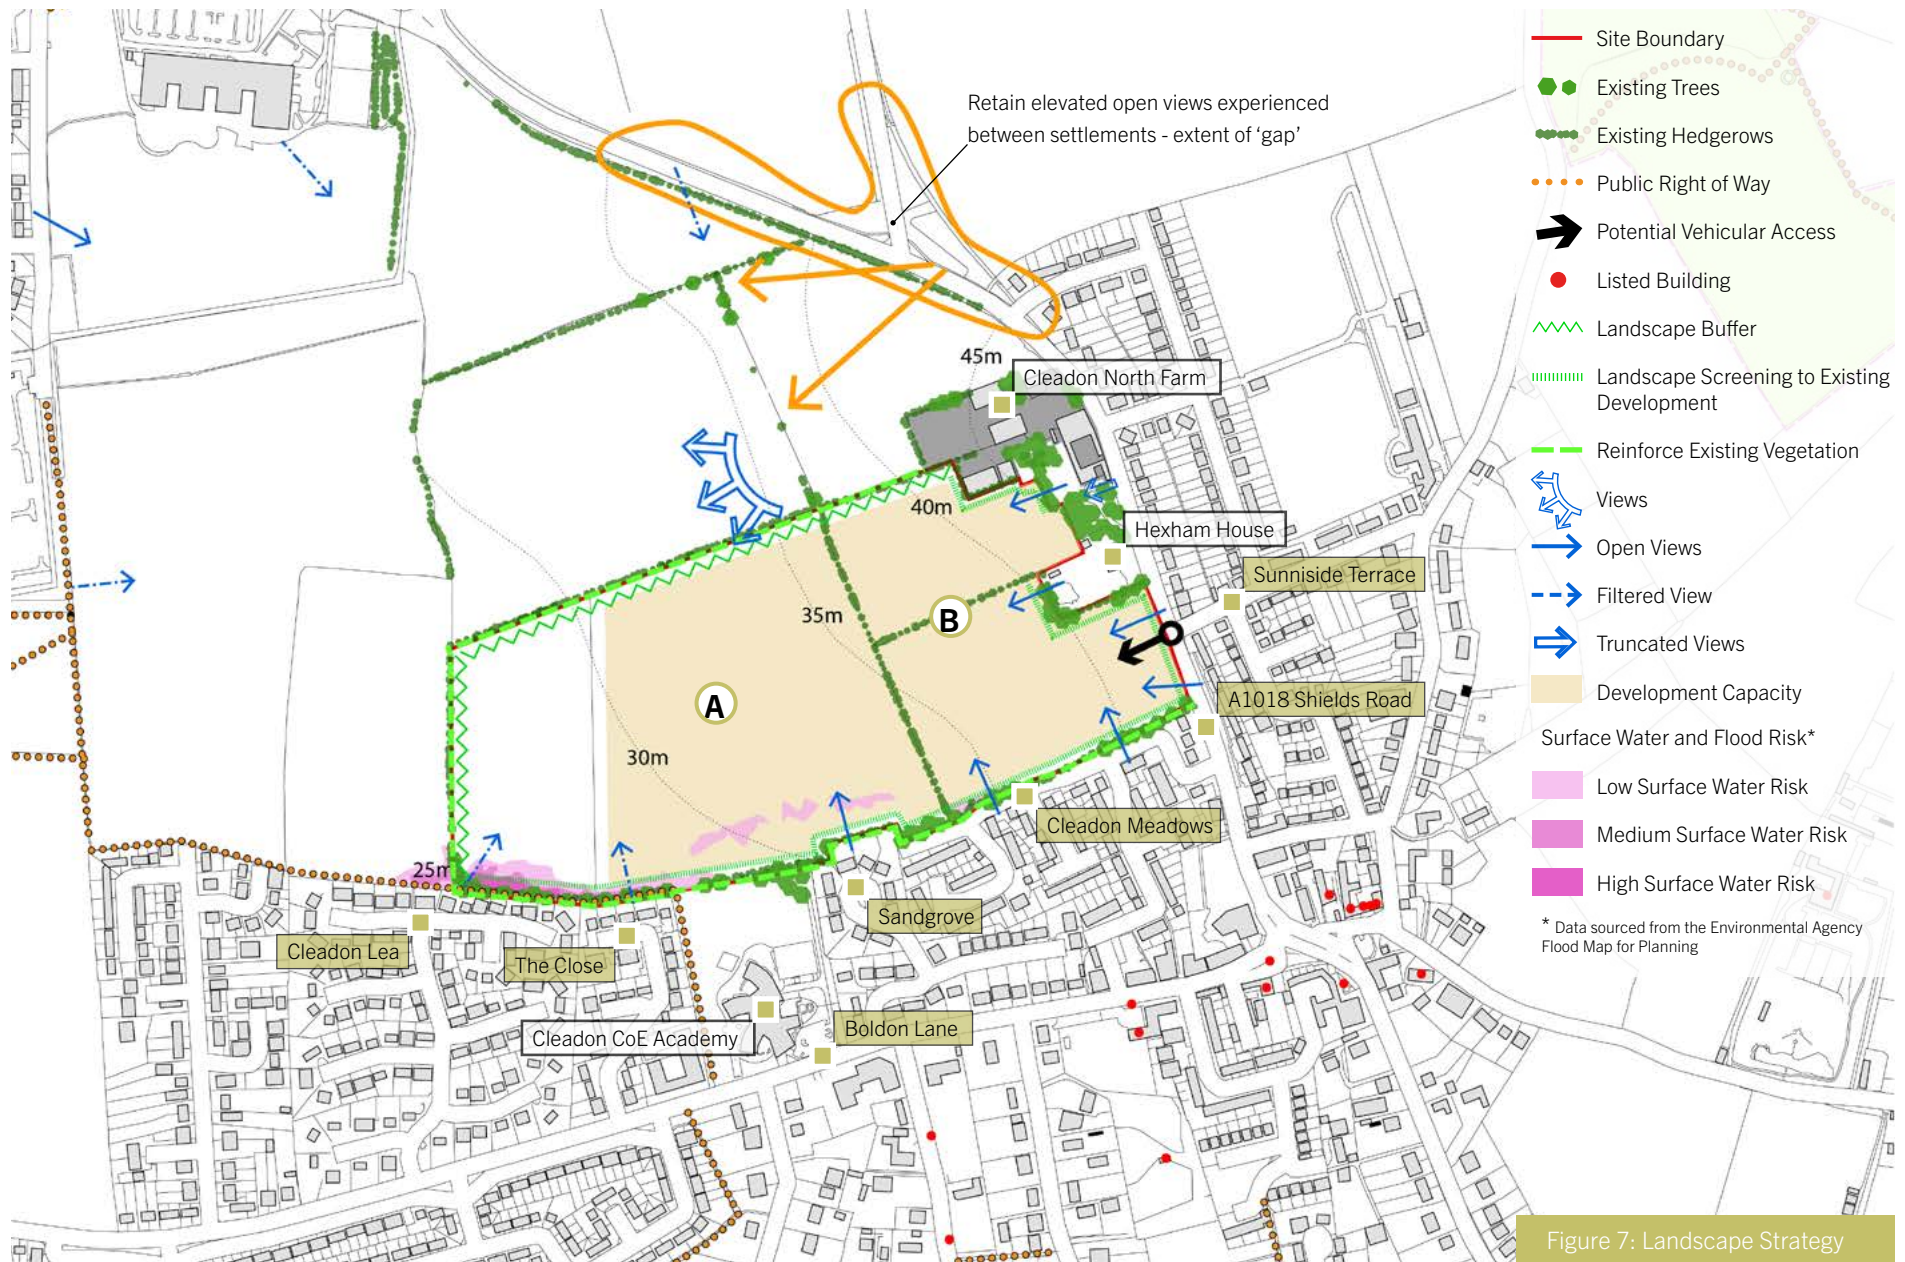 Retain elevated open views experienced
between settlements - extent of ‘gap’
45m
Cleadon North Farm
40m
Hexham House
Sunniside Terrace
35m
B
A
A1018 Shields Road
30m
Cleadon Meadows
25m
Sandgrove
Cleadon Lea
The Close
Cleadon CoE Academy
Boldon Lane
Site Boundary
Existing Trees
Existing Hedgerows
Public Right of Way
Potential Vehicular Access
Listed Building
Landscape Buffer
Landscape Screening to Existing
Development
Reinforce Existing Vegetation
Views
Open Views
Filtered View
Truncated Views
Development Capacity
Surface Water and Flood Risk*
Low Surface Water Risk
Medium Surface Water Risk
High Surface Water Risk
* Data sourced from the Environmental Agency
Flood Map for Planning
Figure 7: Landscape Strategy